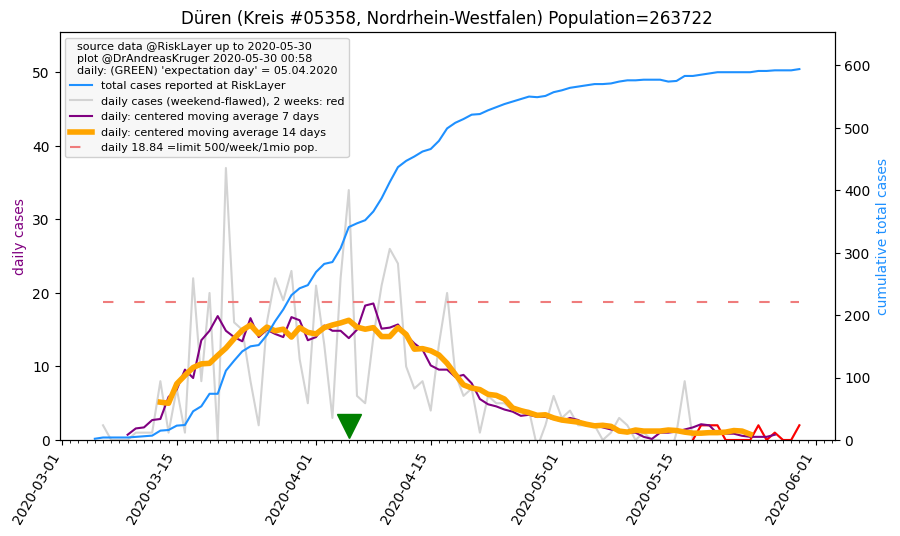 Düren (Kreis #05358, Nordrhein-Westfalen) Population=263722
source data @RiskLayer up to 2020-05-30
plot @DrAndreasKruger 2020-05-30 00:58
daily: (GREEN) 'expectation day' = 05.04.2020
total cases reported at RiskLayer
daily cases (weekend-flawed), 2 weeks: red
daily: centered moving average 7 days
daily: centered moving average 14 days
daily 18.84 =limit 500/week/1mio pop.
daily cases
50
40
30
20
10
0
cumulative total cases
600
500
400
300
200
100
0
2020-03-01
2020-03-15
2020-04-01
2020-04-15
2020-05-01
2020-05-15
2020-06-01